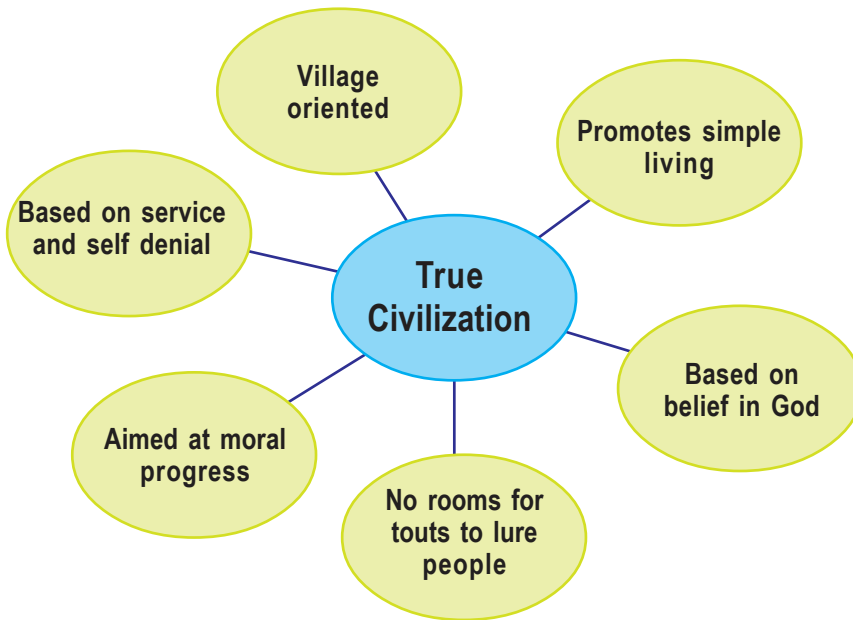 Village
oriented
Promotes simple
living
Based on service
and self denial
True
Civilization
Based on
belief in God
Aimed at moral
progress
No rooms for
touts to lure
people